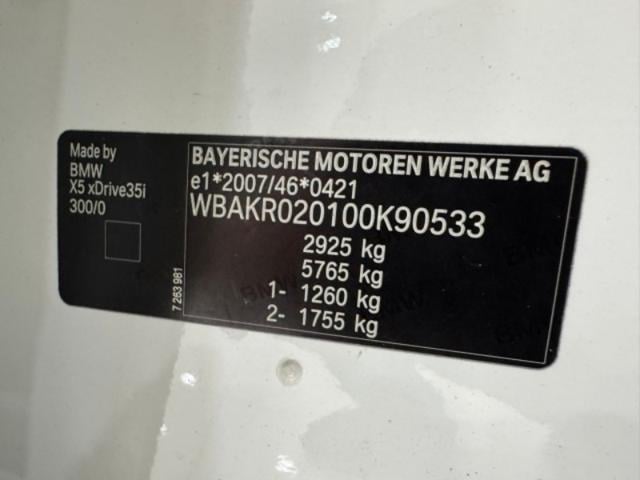 Made by
BMW
X5 xDrive35i
300/0
7 263 981
BAYERISCHE MOTOREN WERKE AG
e1*2007/46*0421
WBAKR020100K90533
2925 kg
5765 kg
1- 1260 kg
2- 1755 kg